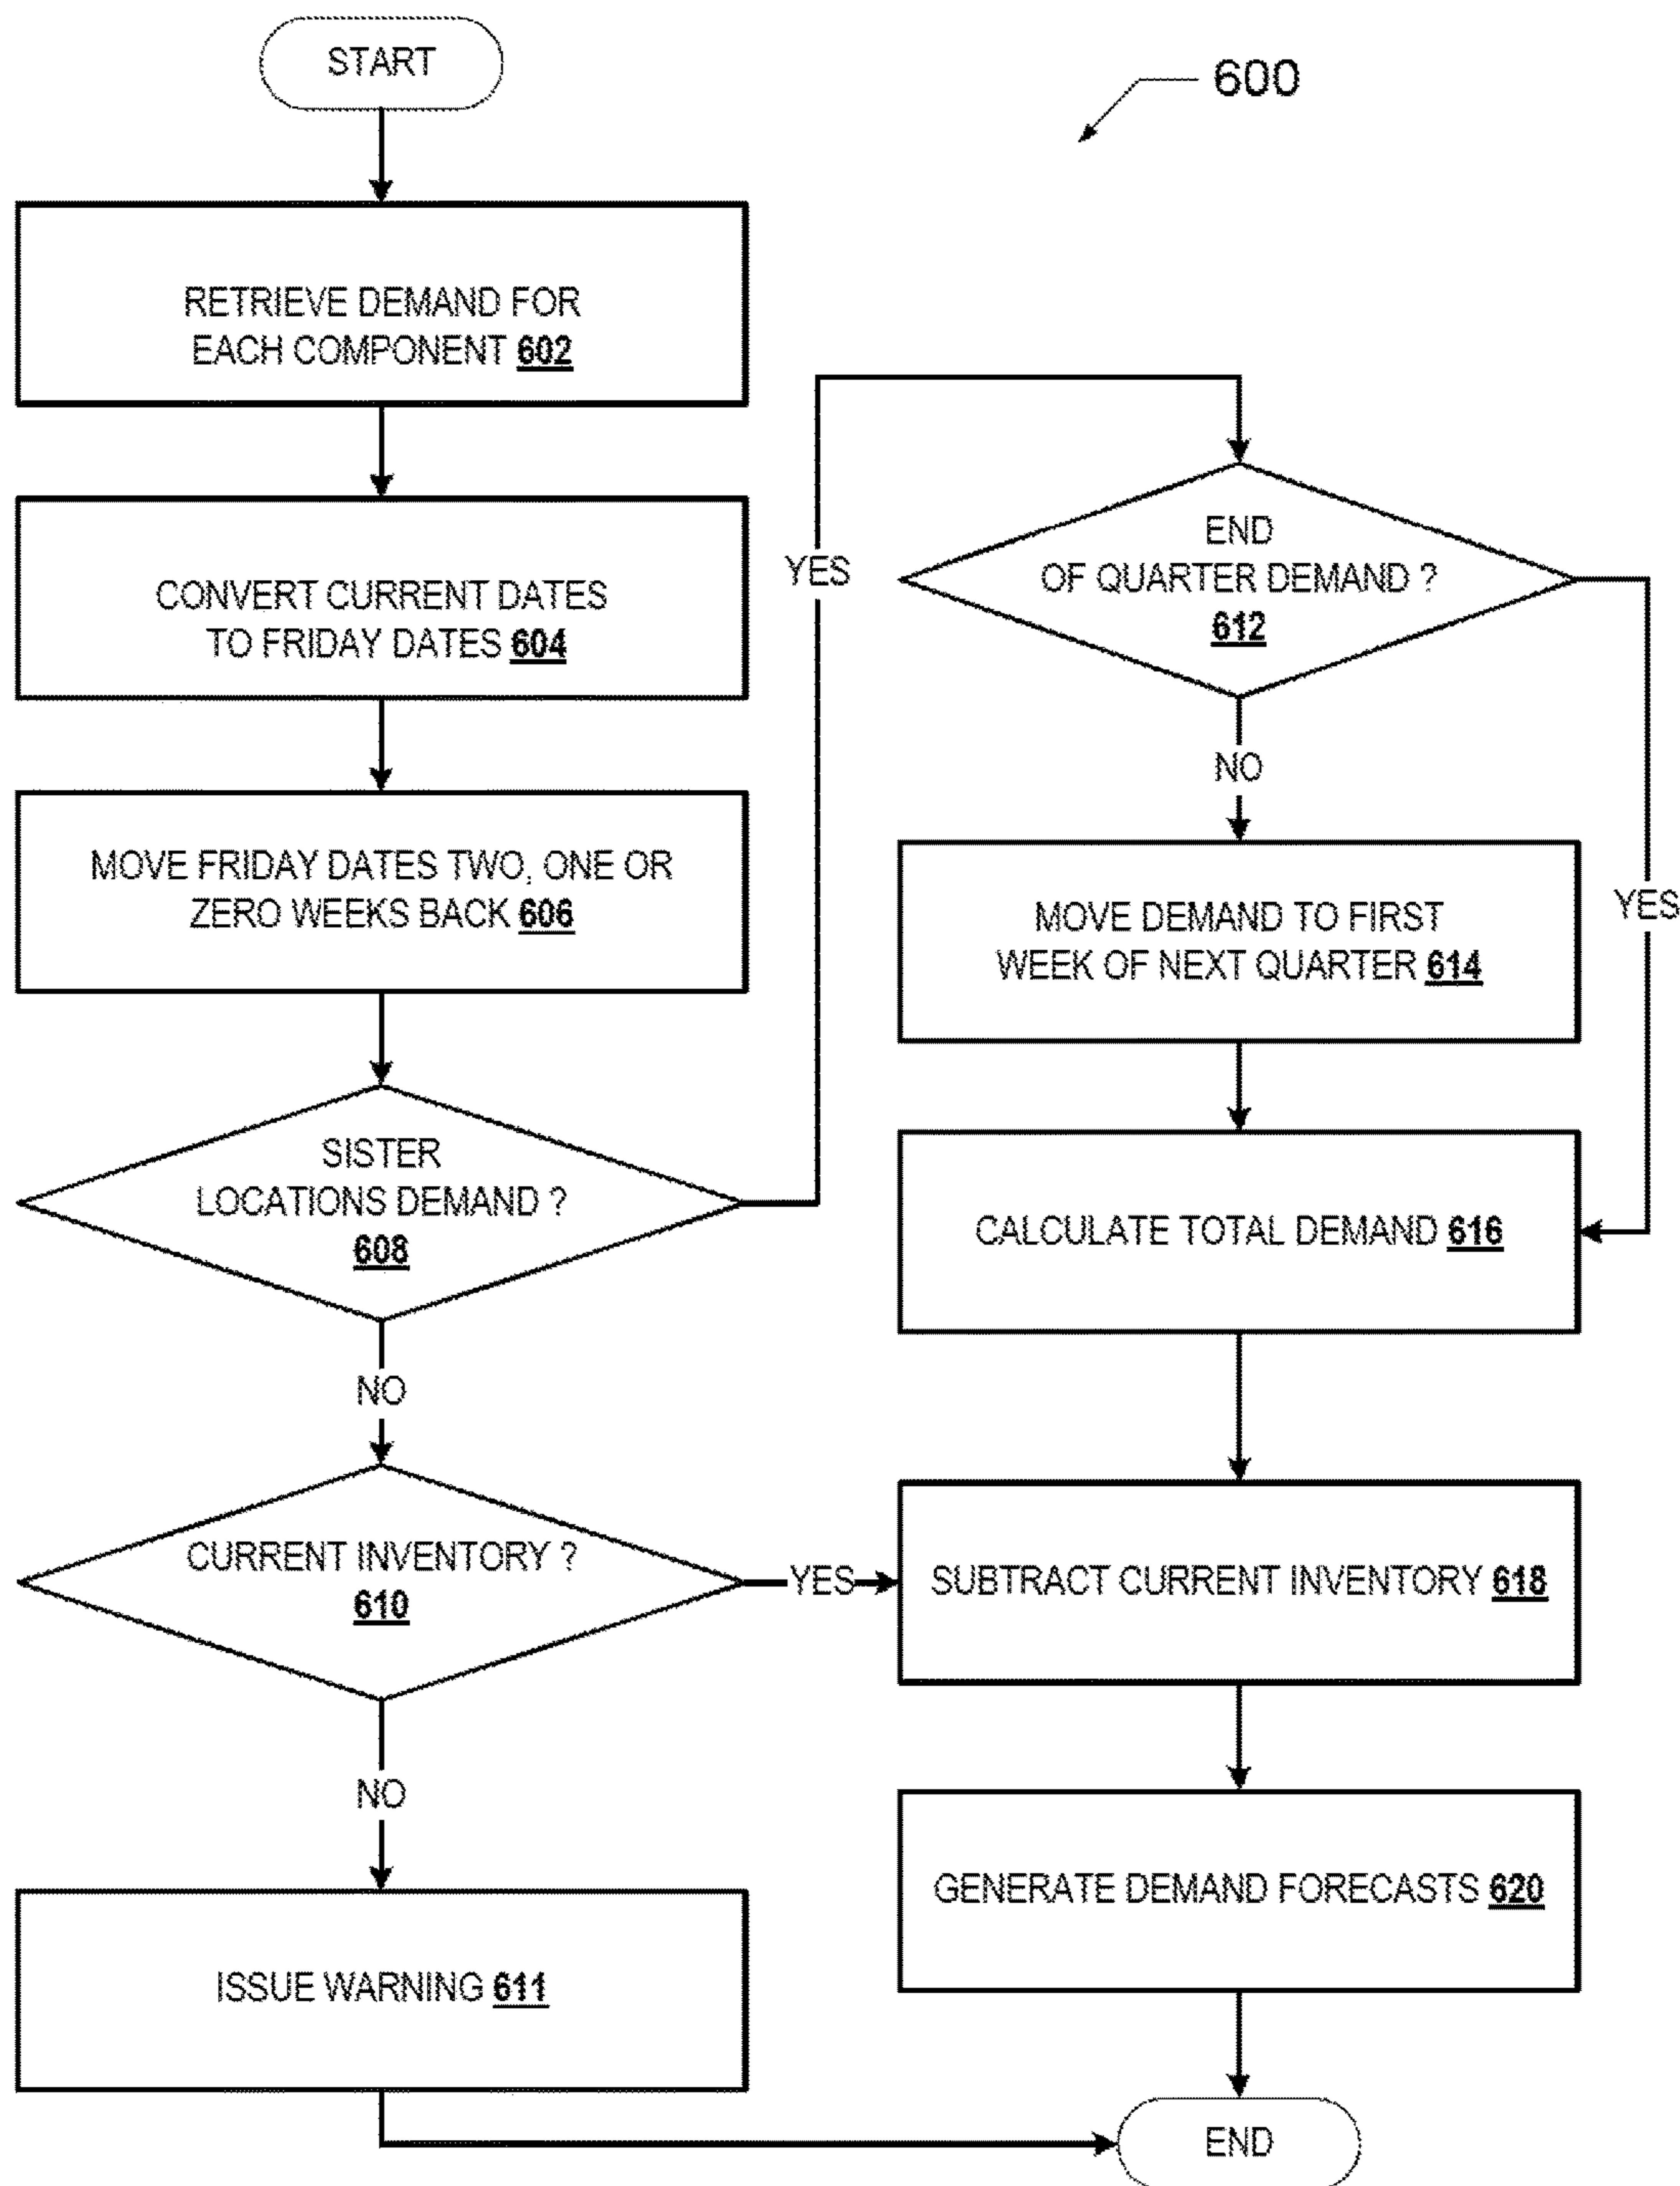 START
600
RETRIEVE DEMAND FOR
EACH COMPONENT 602
CONVERT CURRENT DATES
TO FRIDAY DATES 604
MOVE FRIDAY DATES TWO, ONE OR
ZERO WEEKS BACK 606
SISTER
LOCATIONS DEMAND ?
608
YES
NO
CURRENT INVENTORY ?
610
YES
NO
ISSUE WARNING 611
END
OF QUARTER DEMAND ?
612
NO
YES
MOVE DEMAND TO FIRST
WEEK OF NEXT QUARTER 614
CALCULATE TOTAL DEMAND 616
SUBTRACT CURRENT INVENTORY 618
GENERATE DEMAND FORECASTS 620
END